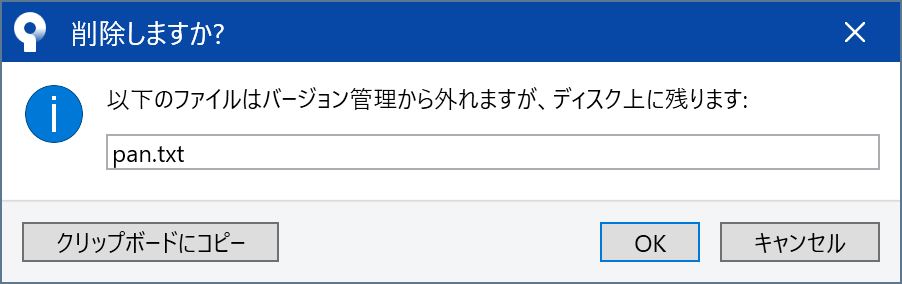 削除しますか?
以下のファイルはバージョン管理から外れますが、ディスク上に残ります:
pan.txt
クリップボードにコピー OK キャンセル